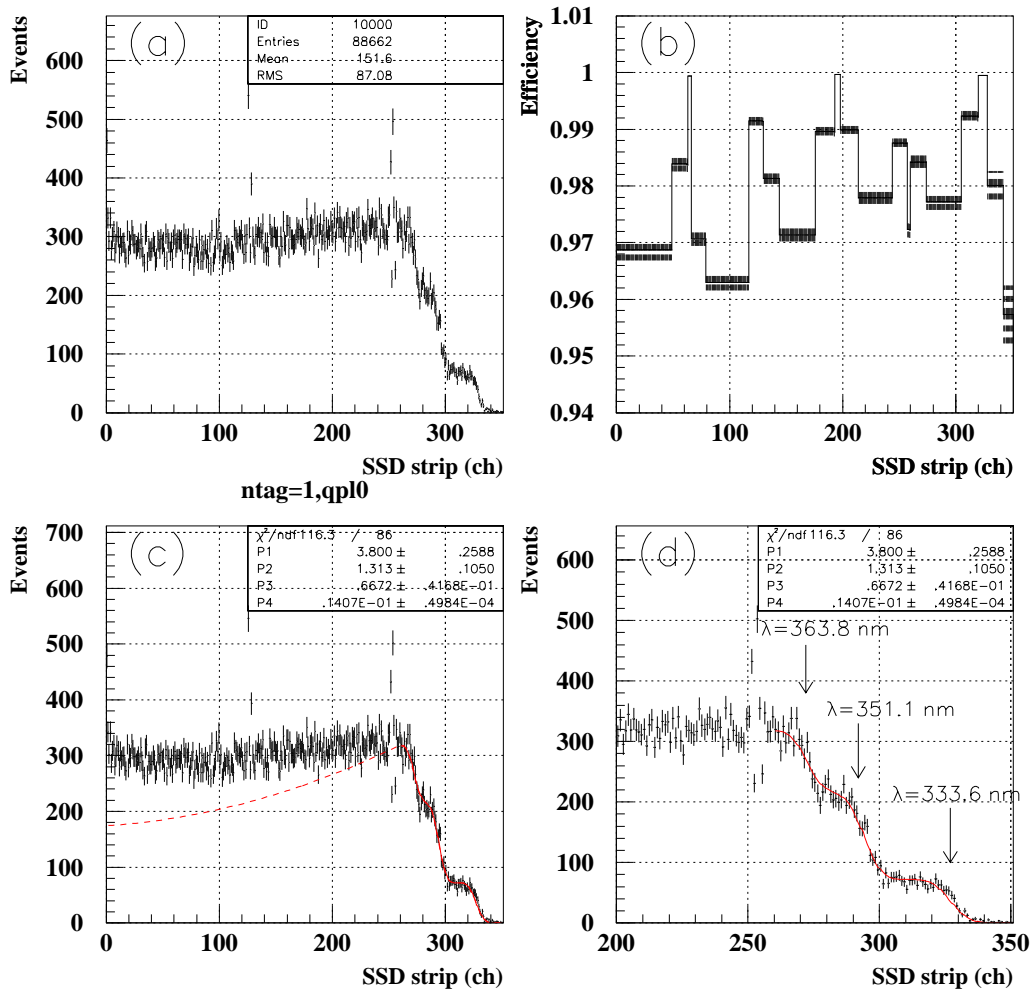 (a)
ID 10000
Entries 88662
Mean 151.6
RMS 87.08
Events
600
500
400
300
200
100
0
0 100 200 300
SSD strip (ch)
(b)
Efficiency
1.01
1
0.99
0.98
0.97
0.96
0.95
0.94
0 100 200 300
SSD strip (ch)
ntag=1,qpl0
(c)
χ²/ndf 116.3 / 86
P1 3.800 ± .2588
P2 1.313 ± .1050
P3 .6672 ± .4168E-01
P4 .1407E-01 ± .4984E-04
Events
700
600
500
400
300
200
100
0
0 100 200 300
SSD strip (ch)
(d)
χ²/ndf 116.3 / 86
P1 3.800 ± .2588
P2 1.313 ± .1050
P3 .6672 ± .4168E-01
P4 .1407E-01 ± .4984E-04
Events
600
500
400
300
200
100
0
λ=363.8 nm
λ=351.1 nm
λ=333.6 nm
200 250 300 350
SSD strip (ch)